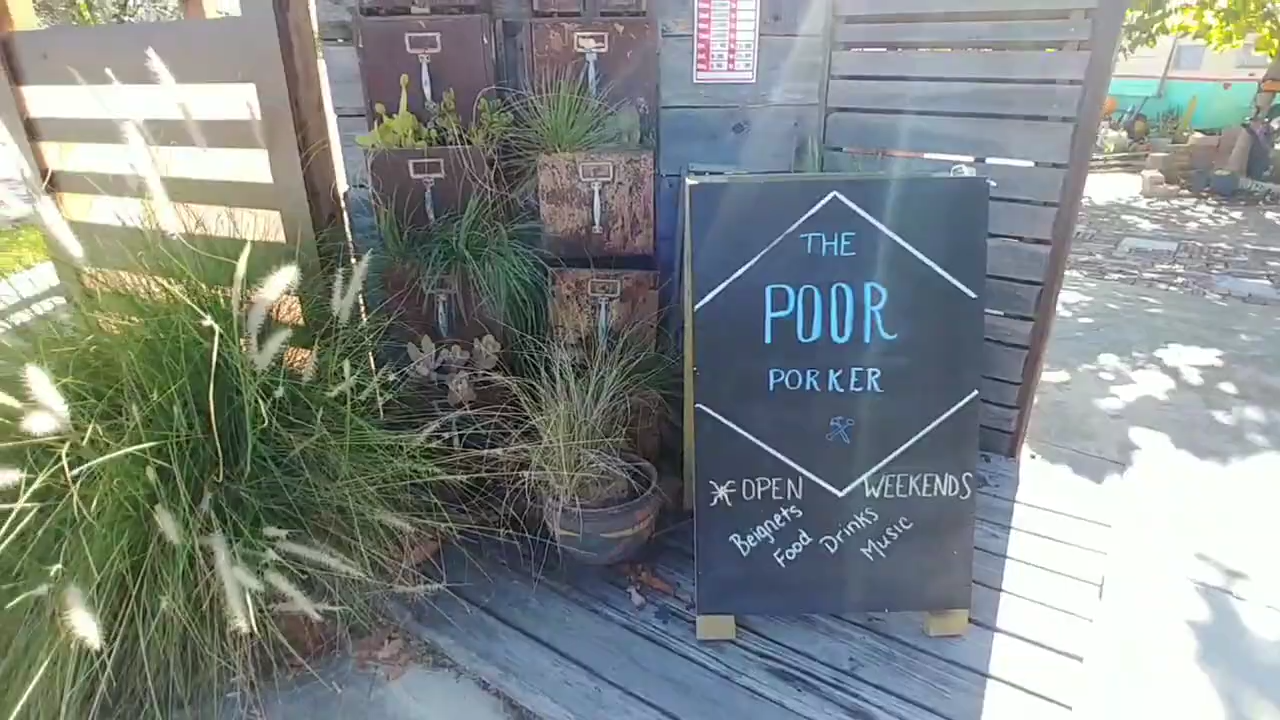 THE
POOR
PORKER
OPEN WEEKENDS
Beignets
Food
Drinks
Music